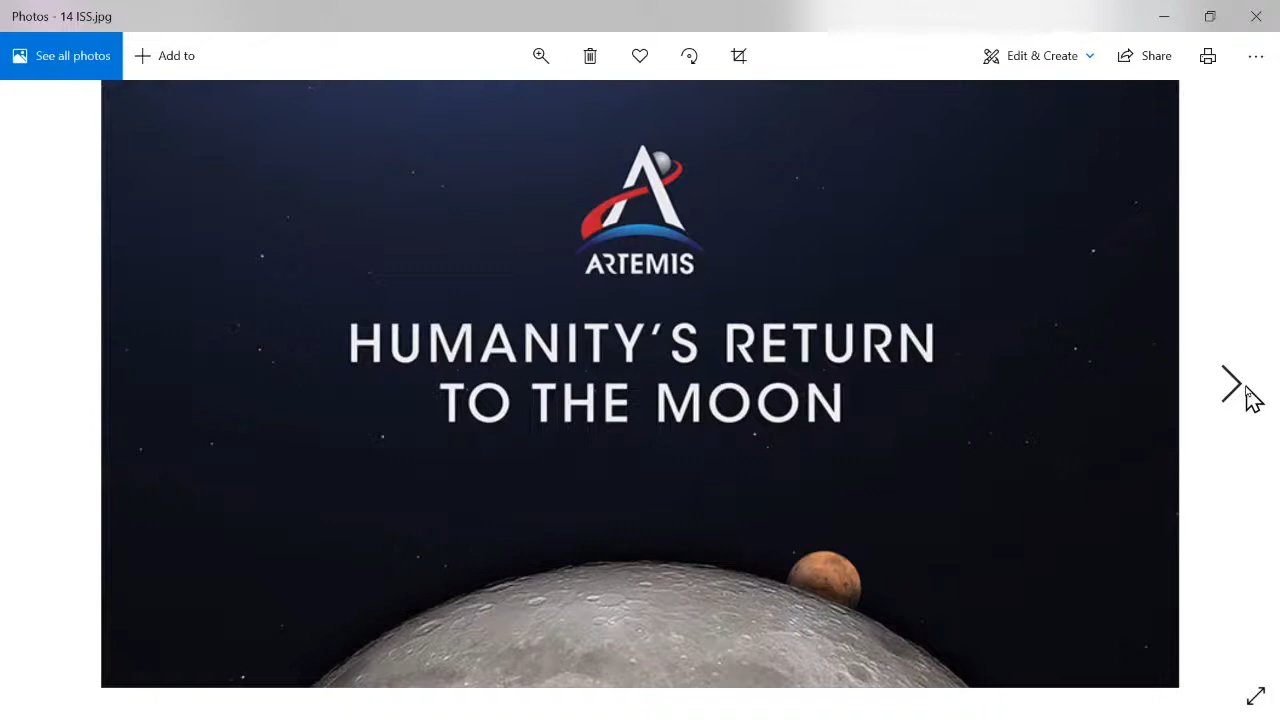 Photos - 14 ISS.jpg
See all photos
Add to
Edit & Create
Share
ARTEMIS
HUMANITY‘S RETURN
TO THE MOON